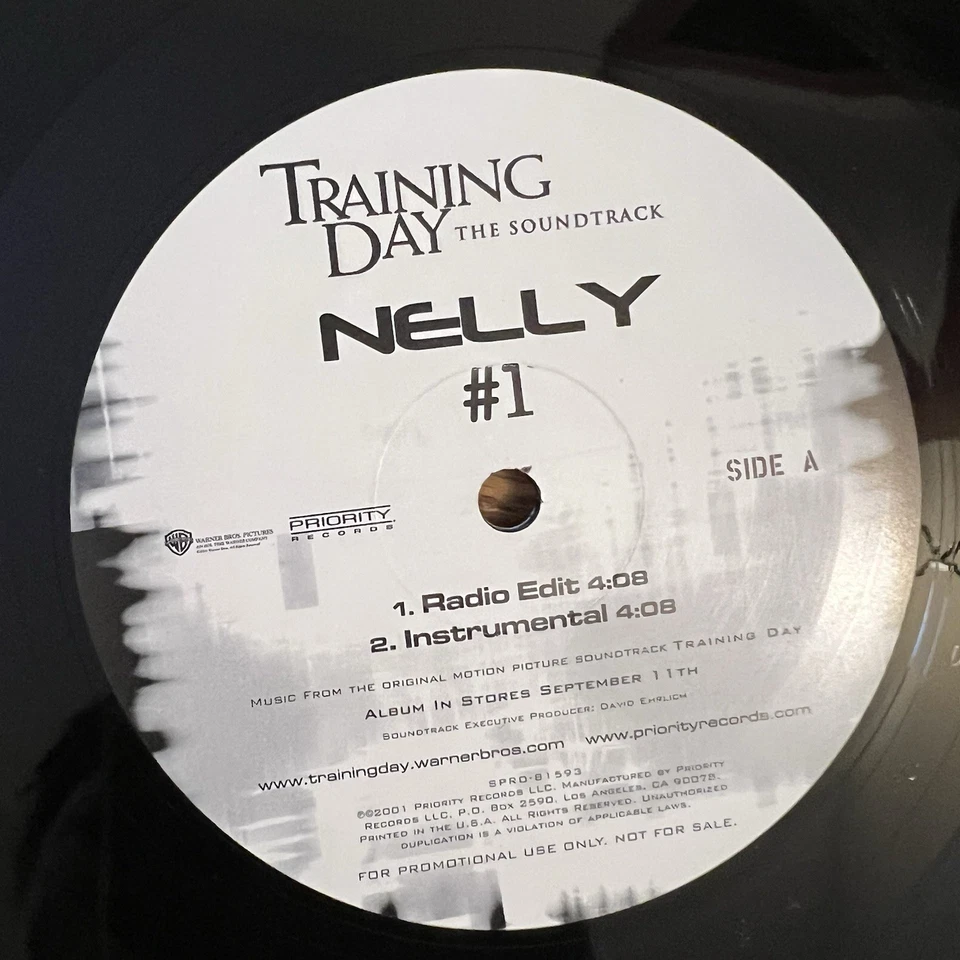 TRAINING
DAY THE SOUNDTRACK
NELLY
#1
SIDE A
WARNER BROS. PICTURES
PRIORITY
RECORDS
1. Radio Edit 4:08
2. Instrumental 4:08
MUSIC FROM THE ORIGINAL MOTION PICTURE SOUNDTRACK TRAINING DAY
ALBUM IN STORES SEPTEMBER 11TH
SOUNDTRACK EXECUTIVE PRODUCER: DAVID EHRLICH
www.trainingday.warnerbros.com www.priorityrecords.com
SPRO-81593
℗©2001 PRIORITY RECORDS LLC. MANUFACTURED BY PRIORITY
RECORDS LLC, P.O. BOX 2590, LOS ANGELES, CA 90078.
PRINTED IN THE U.S.A. ALL RIGHTS RESERVED. UNAUTHORIZED
DUPLICATION IS A VIOLATION OF APPLICABLE LAWS.
FOR PROMOTIONAL USE ONLY. NOT FOR SALE.